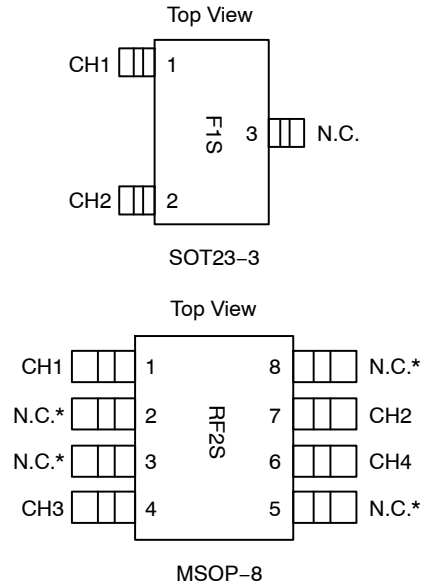 Top View
CH1 1
F1S
3 N.C.
CH2 2
SOT23–3
Top View
CH1 1 8 N.C.*
N.C.* 2 7 CH2
RF2S
N.C.* 3 6 CH4
CH3 4 5 N.C.*
MSOP–8